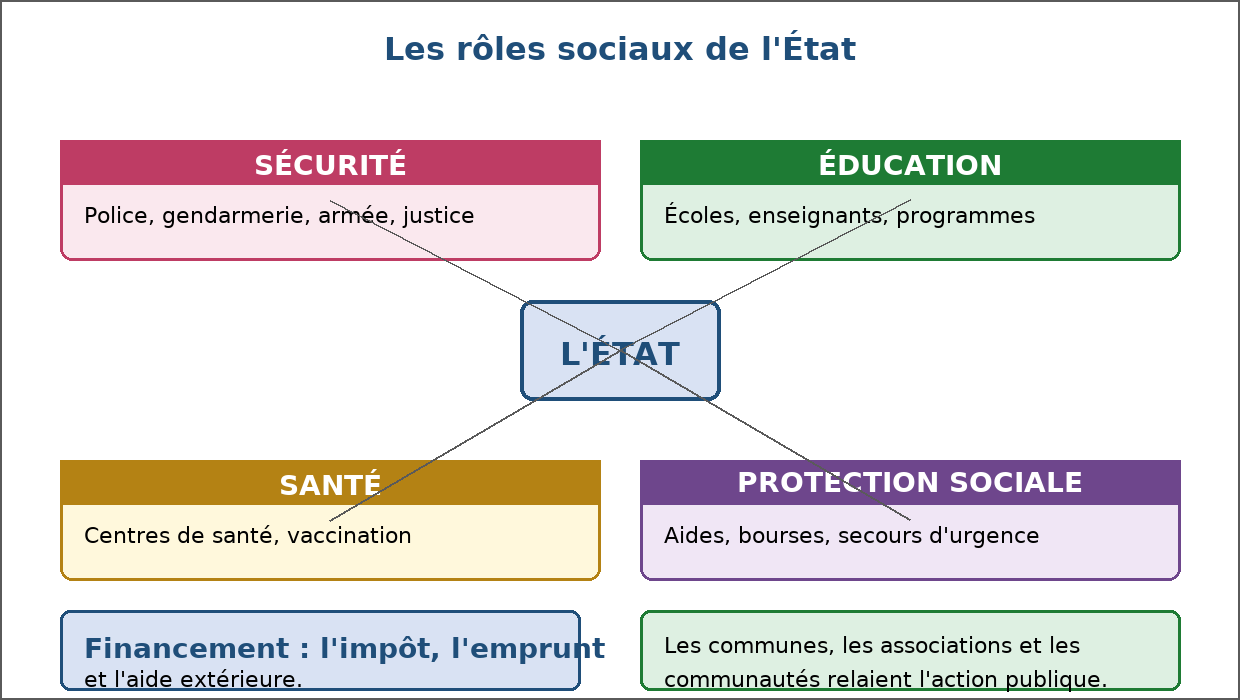 Les rôles sociaux de l'État
SÉCURITÉ
Police, gendarmerie, armée, justice
ÉDUCATION
Écoles, enseignants, programmes
L'ÉTAT
SANTÉ
Centres de santé, vaccination
PROTECTION SOCIALE
Aides, bourses, secours d'urgence
Financement : l'impôt, l'emprunt
et l'aide extérieure.
Les communes, les associations et les
communautés relaient l'action publique.